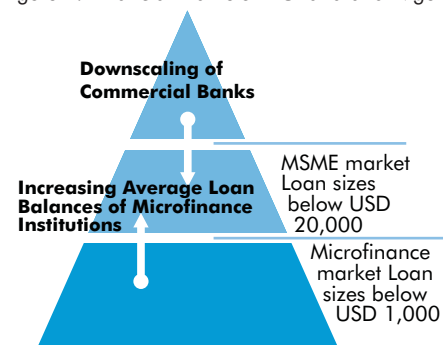 Downscaling of
Commercial Banks
MSME market
Loan sizes
below USD
20,000
Increasing Average Loan
Balances of Microfinance
Institutions
Microfinance
market Loan
sizes below
USD 1,000